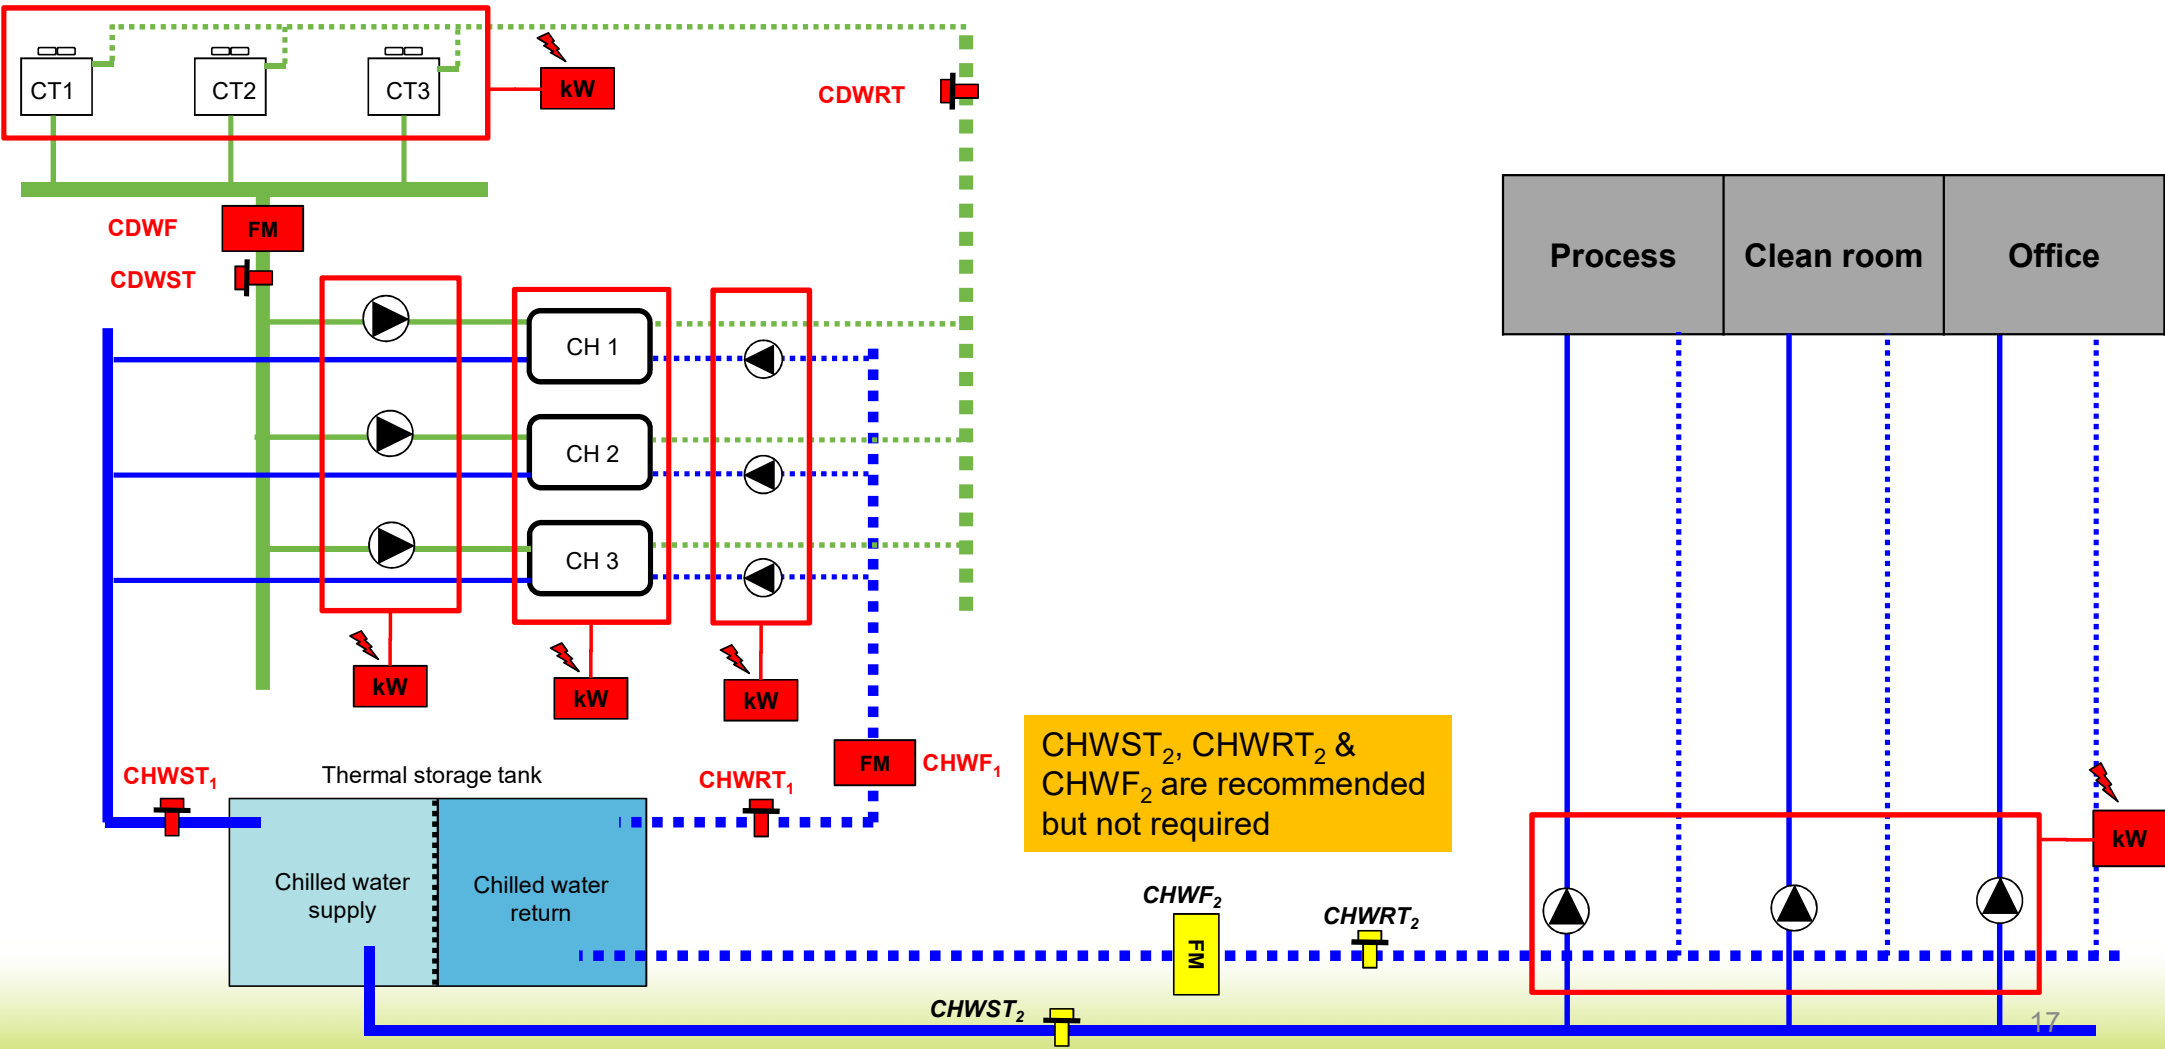 CT1
CT2
CT3
kW
CDWRT
CDWF
FM
CDWST
Process
Clean room
Office
CH 1
CH 2
CH 3
kW
kW
kW
CHWST₁
Thermal storage tank
CHWRT₁
FM
CHWF₁
CHWST₂, CHWRT₂ &
CHWF₂ are recommended
but not required
kW
Chilled water
supply
Chilled water
return
CHWF₂
FM
CHWRT₂
CHWST₂
17